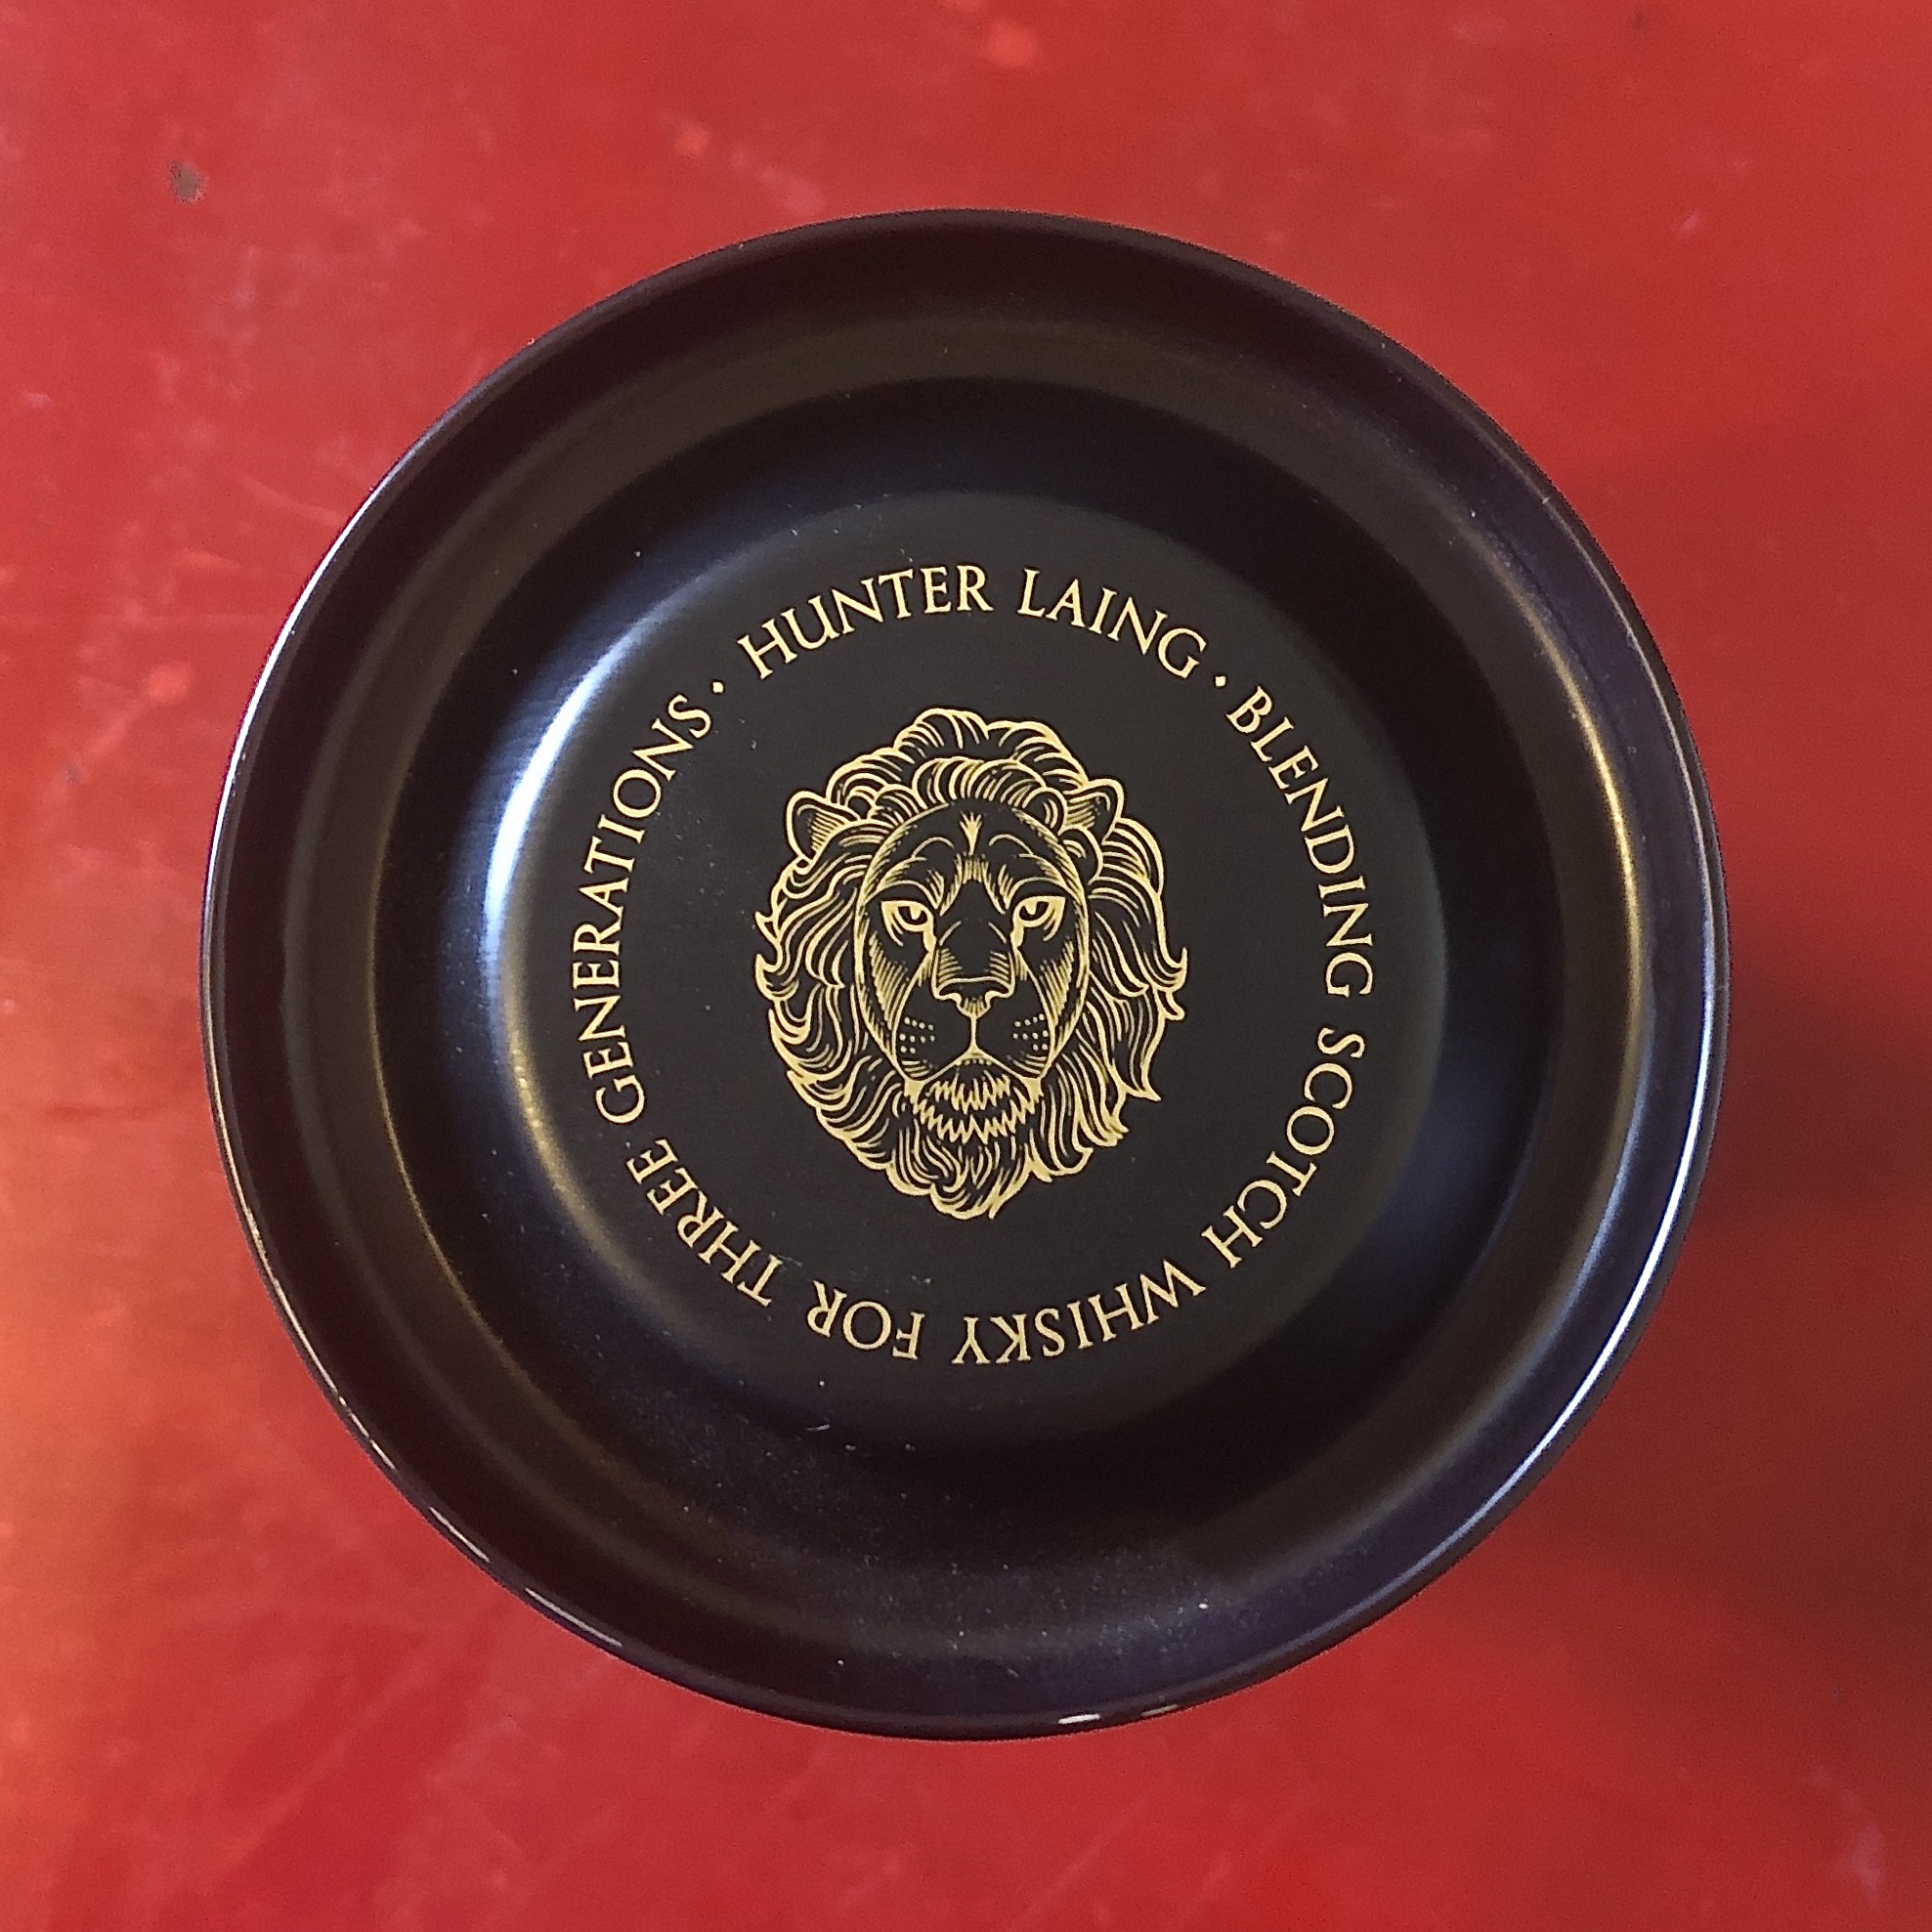 · HUNTER LAING · BLENDING SCOTCH WHISKY FOR THREE GENERATIONS